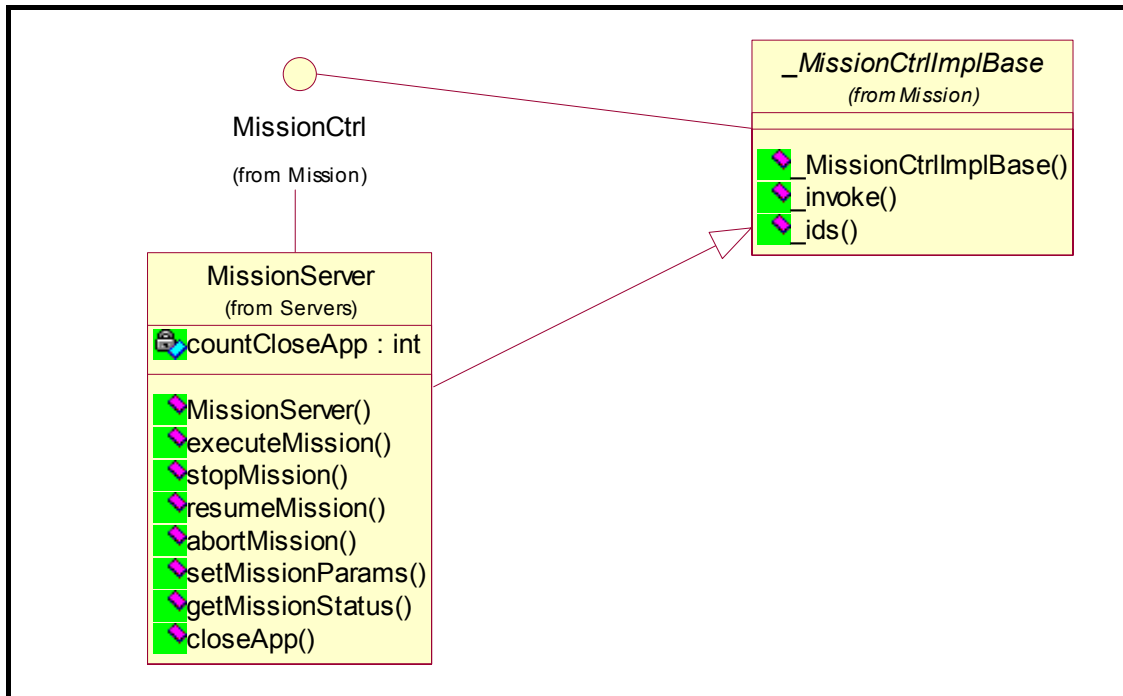 MissionCtrl
(from Mission)
_MissionCtrlImplBase
(from Mission)
_MissionCtrlImplBase()
_invoke()
_ids()
MissionServer
(from Servers)
countCloseApp : int
MissionServer()
executeMission()
stopMission()
resumeMission()
abortMission()
setMissionParams()
getMissionStatus()
closeApp()